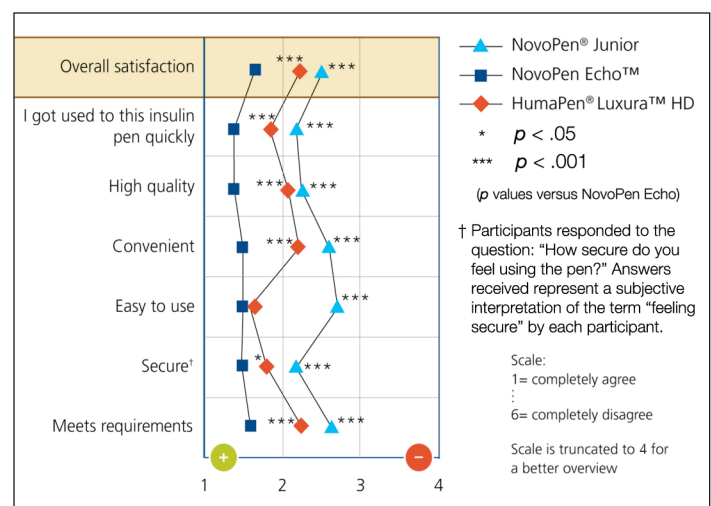 Overall satisfaction
***
***
I got used to this insulin
pen quickly
***
***
High quality
***
***
Convenient
***
***
Easy to use
***
Secure†
*
***
Meets requirements
***
***
+
−
1
2
3
4
NovoPen® Junior
NovoPen Echo™
HumaPen® Luxura™ HD
* p < .05
*** p < .001
(p values versus NovoPen Echo)
† Participants responded to the
question: “How secure do you
feel using the pen?” Answers
received represent a subjective
interpretation of the term “feeling
secure” by each participant.
Scale:
1= completely agree
⋮
6= completely disagree
Scale is truncated to 4 for
a better overview